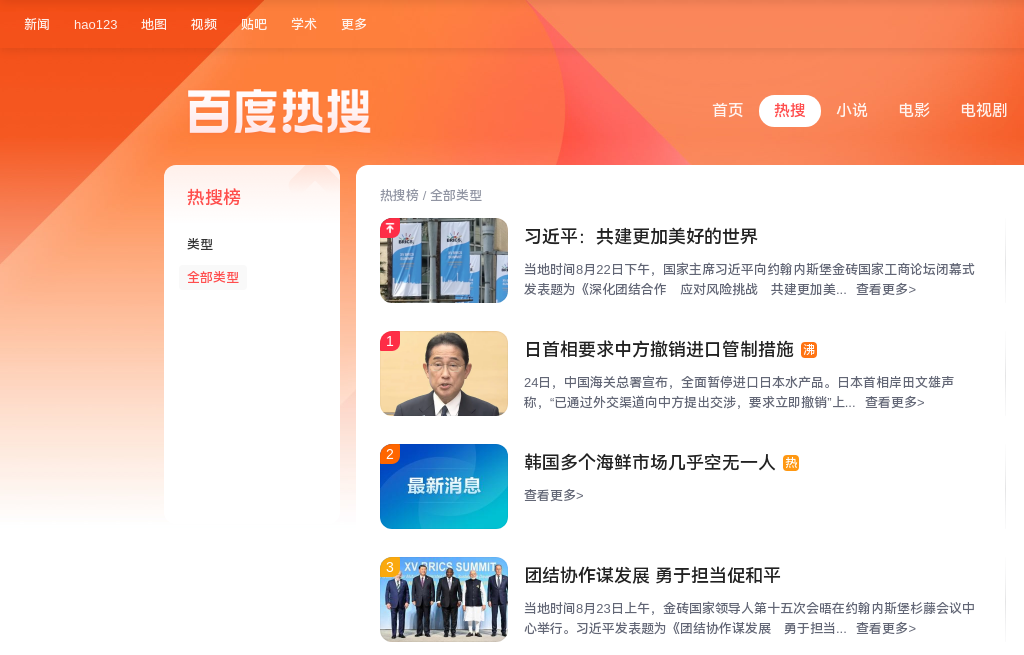 新闻 hao123 地图 视频 贴吧 学术 更多
百度热搜
首页 热搜 小说 电影 电视剧
热搜榜
类型
全部类型
热搜榜 / 全部类型
BRICS
BRICS
习近平：共建更加美好的世界
当地时间8月22日下午，国家主席习近平向约翰内斯堡金砖国家工商论坛闭幕式
发表题为《深化团结合作　应对风险挑战　共建更加美... 查看更多>
1
日首相要求中方撤销进口管制措施 沸
24日，中国海关总署宣布，全面暂停进口日本水产品。日本首相岸田文雄声
称，“已通过外交渠道向中方提出交涉，要求立即撤销”上... 查看更多>
2
最新消息
韩国多个海鲜市场几乎空无一人 热
查看更多>
3
XV BRICS SUMMIT
团结协作谋发展 勇于担当促和平
当地时间8月23日上午，金砖国家领导人第十五次会晤在约翰内斯堡杉藤会议中
心举行。习近平发表题为《团结协作谋发展　勇于担当... 查看更多>